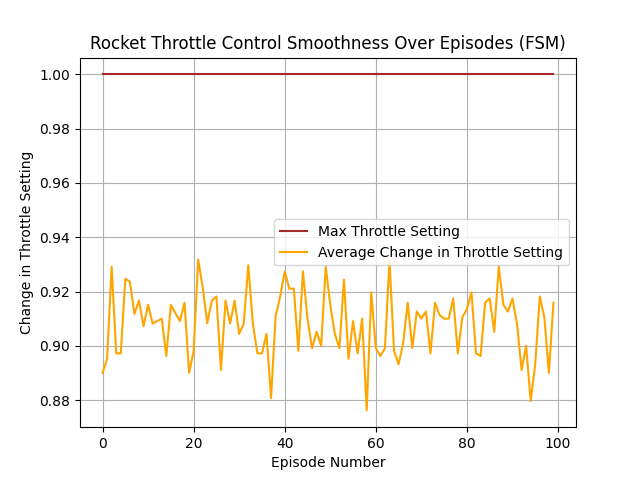 Rocket Throttle Control Smoothness Over Episodes (FSM)
Change in Throttle Setting
1.00
0.98
0.96
0.94
0.92
0.90
0.88
Max Throttle Setting
Average Change in Throttle Setting
0 20 40 60 80 100
Episode Number